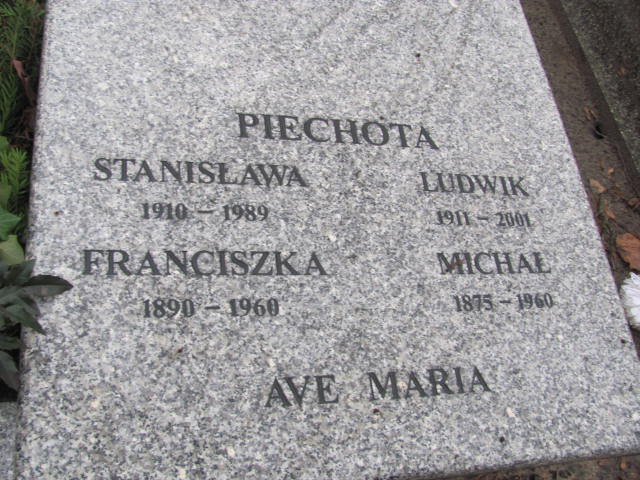 PIECHOTA
STANISŁAWA LUDWIK
1910 – 1989 1911 – 2001
FRANCISZKA MICHAŁ
1890 – 1960 1875 – 1960
AVE MARIA